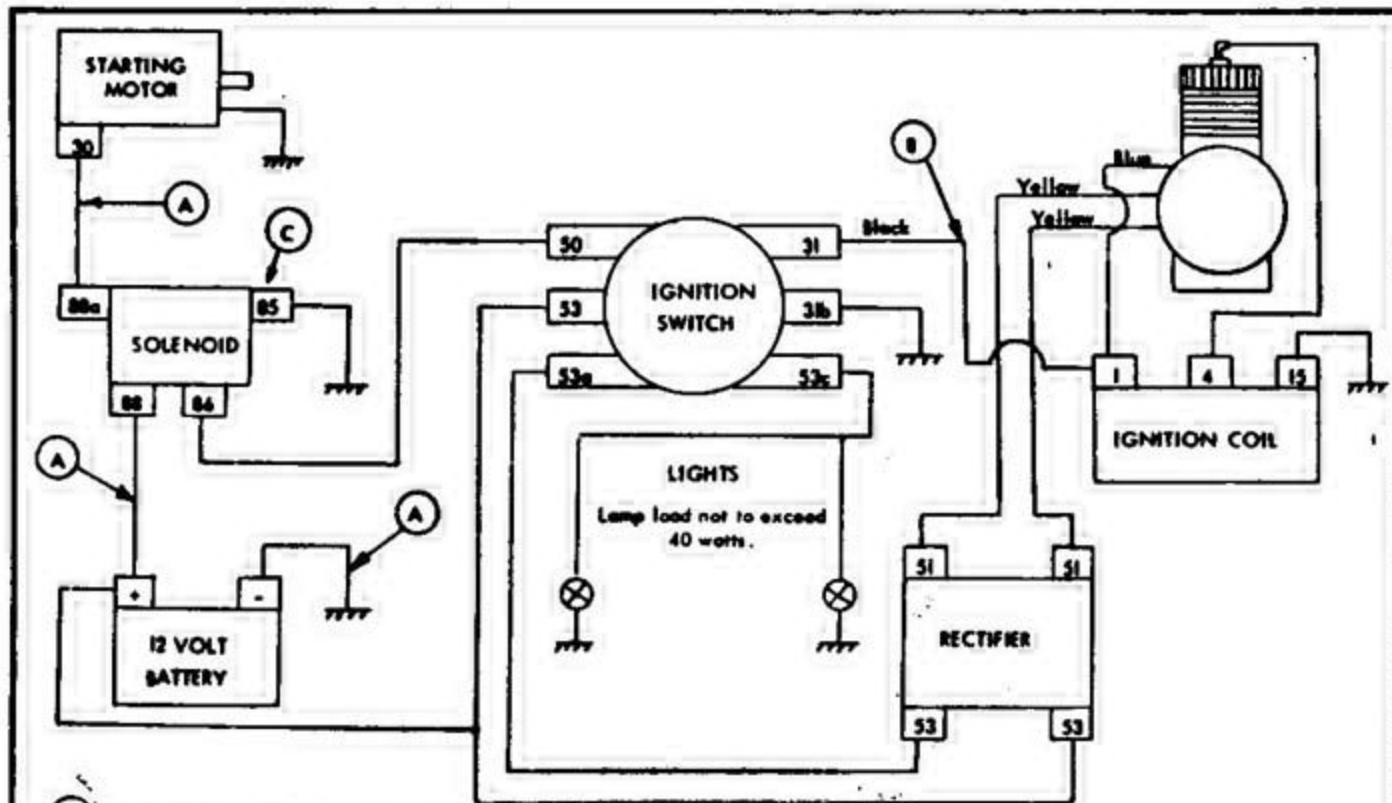 STARTING
MOTOR
30
A
C
88a
85
SOLENOID
88
86
A
A
+
-
12 VOLT
BATTERY
50
31
53
31b
53a
53c
IGNITION
SWITCH
Black
B
LIGHTS
Lamp load not to exceed
40 watts.
Blue
Yellow
Yellow
1
4
15
IGNITION COIL
51
51
RECTIFIER
53
53